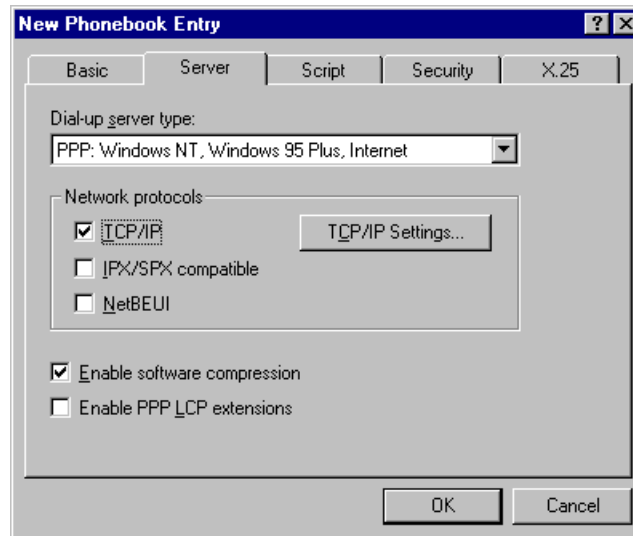 New Phonebook Entry
Basic Server Script Security X.25
Dial-up server type:
PPP: Windows NT, Windows 95 Plus, Internet
Network protocols
TCP/IP TCP/IP Settings...
IPX/SPX compatible
NetBEUI
Enable software compression
Enable PPP LCP extensions
OK Cancel